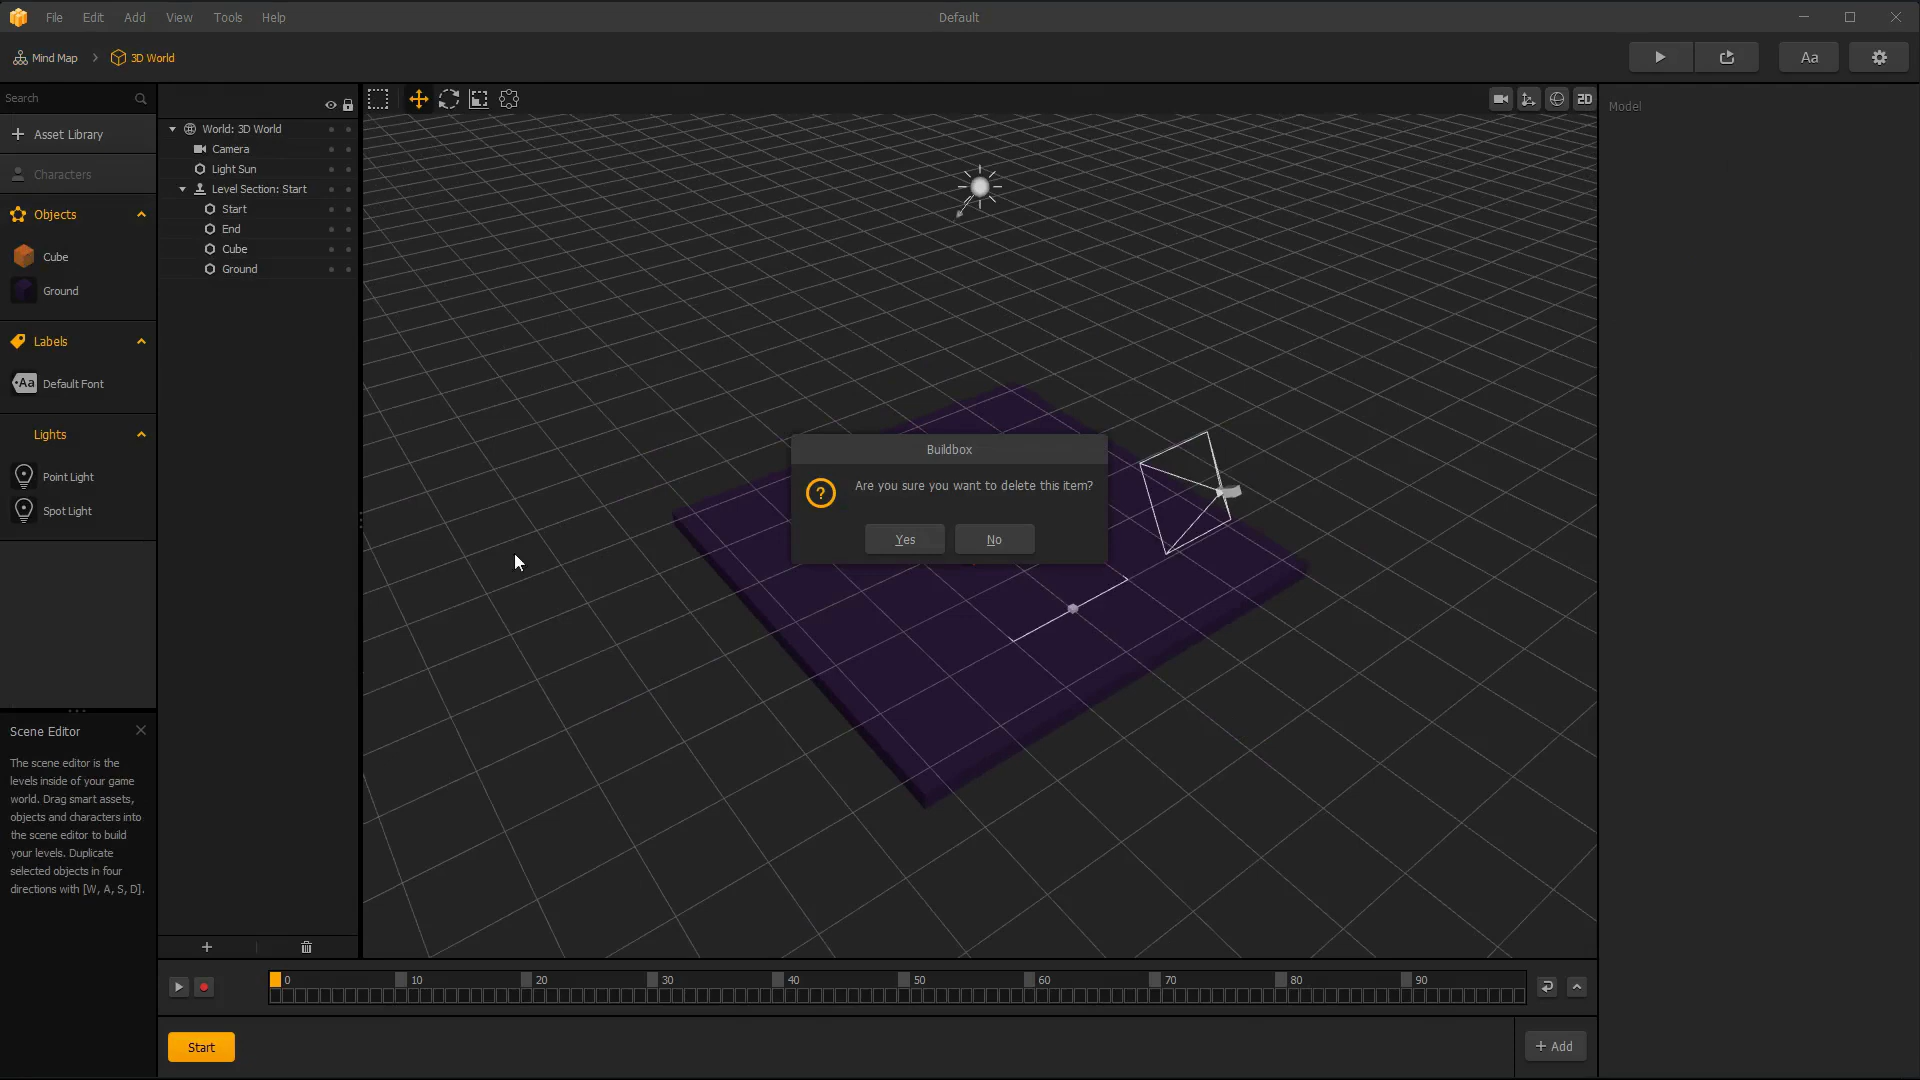 File Edit Add View Tools Help
Default
Mind Map
3D World
Aa
Search
Asset Library
Characters
Objects
Cube
Ground
Labels
Aa Default Font
Lights
Point Light
Spot Light
World: 3D World
Camera
Light Sun
Level Section: Start
Start
End
Cube
Ground
2D
Model
Buildbox
Are you sure you want to delete this item?
Yes No
Scene Editor
The scene editor is the
levels inside of your game
world. Drag smart assets,
objects and characters into
the scene editor to build
your levels. Duplicate
selected objects in four
directions with [W, A, S, D].
0 10 20 30 40 50 60 70 80 90
Start
+ Add